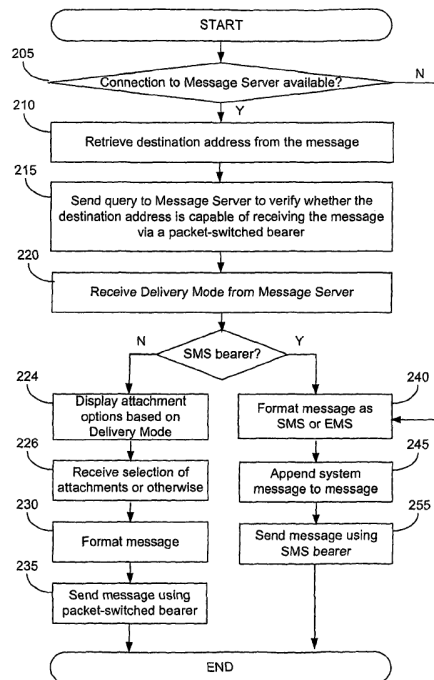 START
205
Connection to Message Server available?
N
Y
210
Retrieve destination address from the message
215
Send query to Message Server to verify whether the
destination address is capable of receiving the message
via a packet-switched bearer
220
Receive Delivery Mode from Message Server
N
SMS bearer?
Y
224
Display attachment
options based on
Delivery Mode
226
Receive selection of
attachments or otherwise
230
Format message
235
Send message using
packet-switched bearer
240
Format message as
SMS or EMS
245
Append system
message to message
255
Send message using
SMS bearer
END